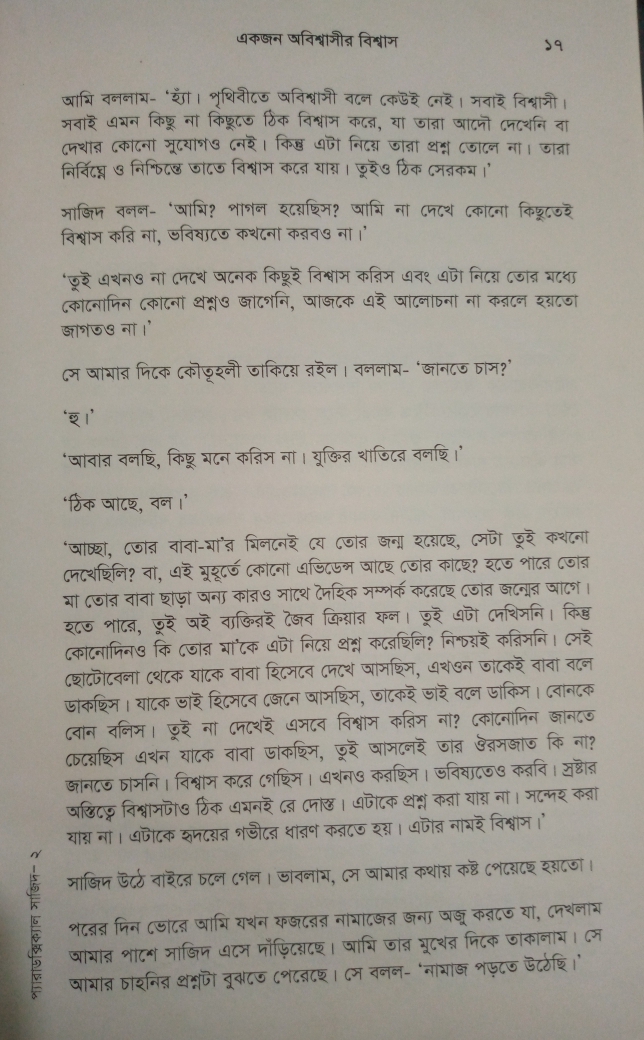 একজন অবিশ্বাসীর বিশ্বাস
১৭
আমি বললাম- 'হ্যাঁ। পৃথিবীতে অবিশ্বাসী বলে কেউই নেই। সবাই বিশ্বাসী।
সবাই এমন কিছু না কিছুতে ঠিক বিশ্বাস করে, যা তারা আদৌ দেখেনি বা
দেখার কোনো সুযোগও নেই। কিন্তু এটা নিয়ে তারা প্রশ্ন তোলে না। তারা
নির্বিঘ্নে ও নিশ্চিন্তে তাতে বিশ্বাস করে যায়। তুইও ঠিক সেরকম।'
সাজিদ বলল- 'আমি? পাগল হয়েছিস? আমি না দেখে কোনো কিছুতেই
বিশ্বাস করি না, ভবিষ্যতে কখনো করবও না।'
'তুই এখনও না দেখে অনেক কিছুই বিশ্বাস করিস এবং এটা নিয়ে তোর মধ্যে
কোনোদিন কোনো প্রশ্নও জাগেনি, আজকে এই আলোচনা না করলে হয়তো
জাগতও না।'
সে আমার দিকে কৌতূহলী তাকিয়ে রইল। বললাম- 'জানতে চাস?'
'হু।'
'আবার বলছি, কিছু মনে করিস না। যুক্তির খাতিরে বলছি।'
'ঠিক আছে, বল।'
'আচ্ছা, তোর বাবা-মা'র মিলনেই যে তোর জন্ম হয়েছে, সেটা তুই কখনো
দেখেছিলি? বা, এই মুহূর্তে কোনো এভিডেন্স আছে তোর কাছে? হতে পারে তোর
মা তোর বাবা ছাড়া অন্য কারও সাথে দৈহিক সম্পর্ক করেছে তোর জন্মের আগে।
হতে পারে, তুই অই ব্যক্তিরই জৈব ক্রিয়ার ফল। তুই এটা দেখিসনি। কিন্তু
কোনোদিনও কি তোর মা'কে এটা নিয়ে প্রশ্ন করেছিলি? নিশ্চয়ই করিসনি। সেই
ছোটোবেলা থেকে যাকে বাবা হিসেবে দেখে আসছিস, এখওন তাকেই বাবা বলে
ডাকছিস। যাকে ভাই হিসেবে জেনে আসছিস, তাকেই ভাই বলে ডাকিস। বোনকে
বোন বলিস। তুই না দেখেই এসবে বিশ্বাস করিস না? কোনোদিন জানতে
চেয়েছিস এখন যাকে বাবা ডাকছিস, তুই আসলেই তার ঔরসজাত কি না?
জানতে চাসনি। বিশ্বাস করে গেছিস। এখনও করছিস। ভবিষ্যতেও করবি। স্রষ্টার
অস্তিত্বে বিশ্বাসটাও ঠিক এমনই রে দোস্ত। এটাকে প্রশ্ন করা যায় না। সন্দেহ করা
যায় না। এটাকে হৃদয়ের গভীরে ধারণ করতে হয়। এটার নামই বিশ্বাস।'
সাজিদ উঠে বাইরে চলে গেল। ভাবলাম, সে আমার কথায় কষ্ট পেয়েছে হয়তো।
পরের দিন ভোরে আমি যখন ফজরের নামাজের জন্য অজু করতে যা, দেখলাম
আমার পাশে সাজিদ এসে দাঁড়িয়েছে। আমি তার মুখের দিকে তাকালাম। সে
আমার চাহনির প্রশ্নটা বুঝতে পেরেছে। সে বলল- 'নামাজ পড়তে উঠেছি।'
প্যারাডক্সিক্যাল সাজিদ- ২